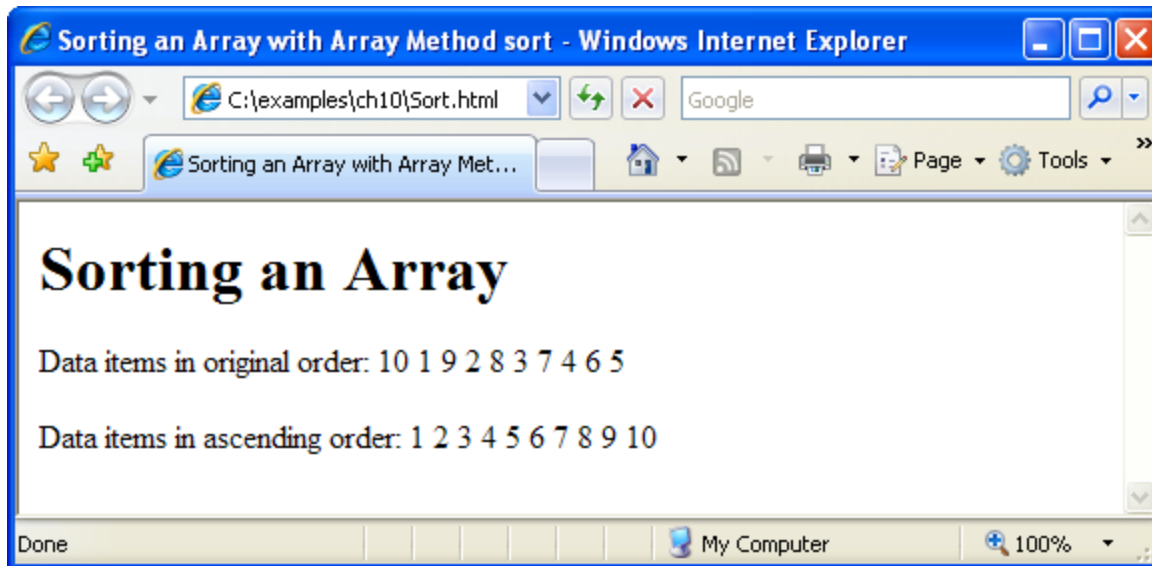 Sorting an Array with Array Method sort - Windows Internet Explorer
C:\examples\ch10\Sort.html
Google
Sorting an Array with Array Met...
Page
Tools
»
Sorting an Array
Data items in original order: 10 1 9 2 8 3 7 4 6 5
Data items in ascending order: 1 2 3 4 5 6 7 8 9 10
Done
My Computer
100%